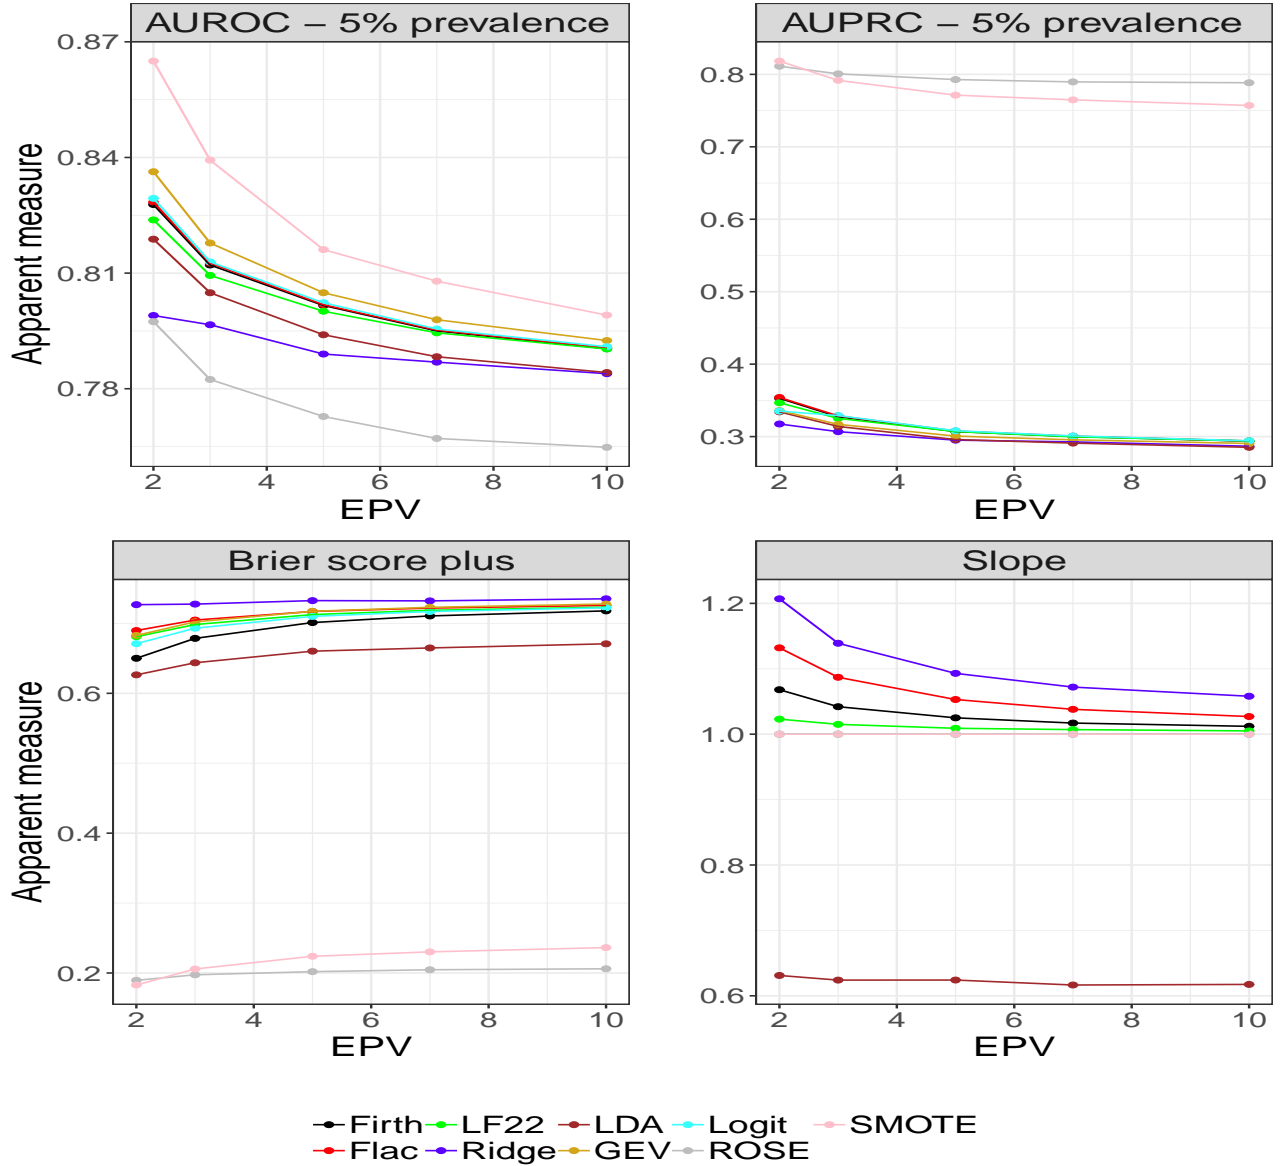 AUROC – 5% prevalence
AUPRC – 5% prevalence
Apparent measure
0.87
0.84
0.81
0.78
2 4 6 8 10
EPV
0.8
0.7
0.6
0.5
0.4
0.3
2 4 6 8 10
EPV
Brier score plus
Slope
Apparent measure
0.6
0.4
0.2
2 4 6 8 10
EPV
1.2
1.0
0.8
0.6
2 4 6 8 10
EPV
Firth LF22 LDA Logit SMOTE
Flac Ridge GEV ROSE